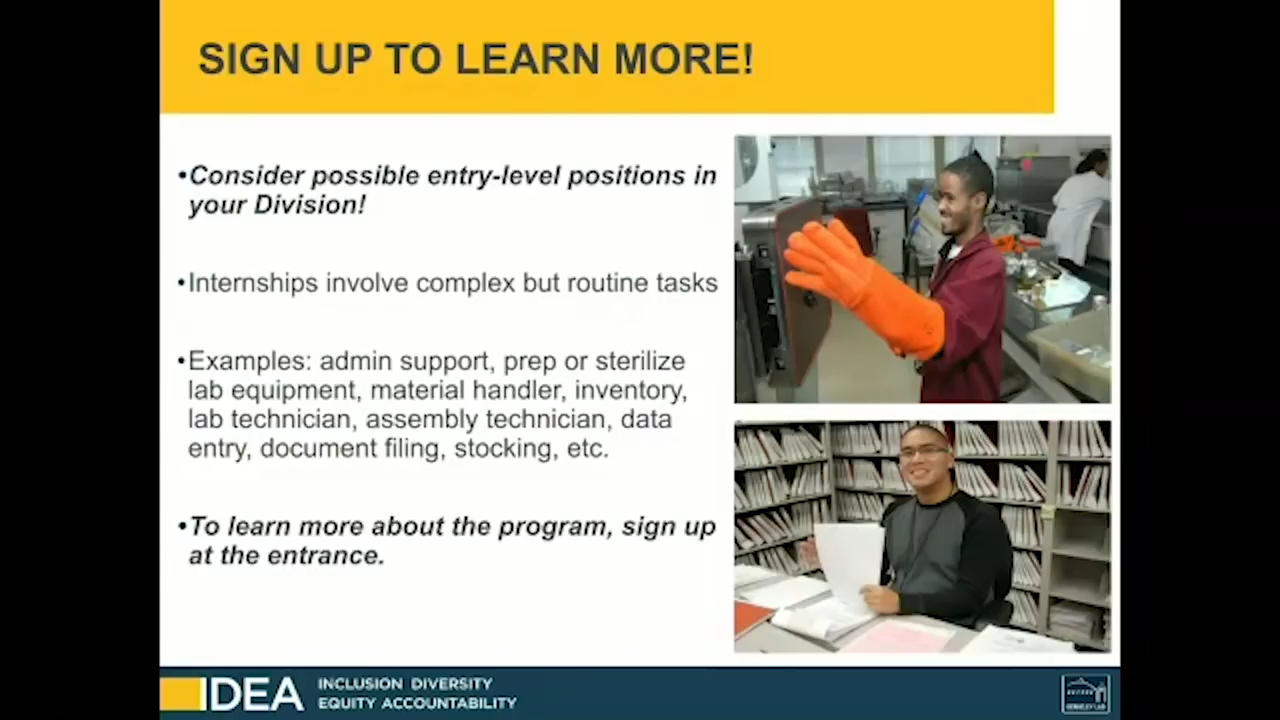 SIGN UP TO LEARN MORE!
•Consider possible entry-level positions in
your Division!
•Internships involve complex but routine tasks
•Examples: admin support, prep or sterilize
lab equipment, material handler, inventory,
lab technician, assembly technician, data
entry, document filing, stocking, etc.
•To learn more about the program, sign up
at the entrance.
IDEA
INCLUSION DIVERSITY
EQUITY ACCOUNTABILITY
BERKELEY LAB